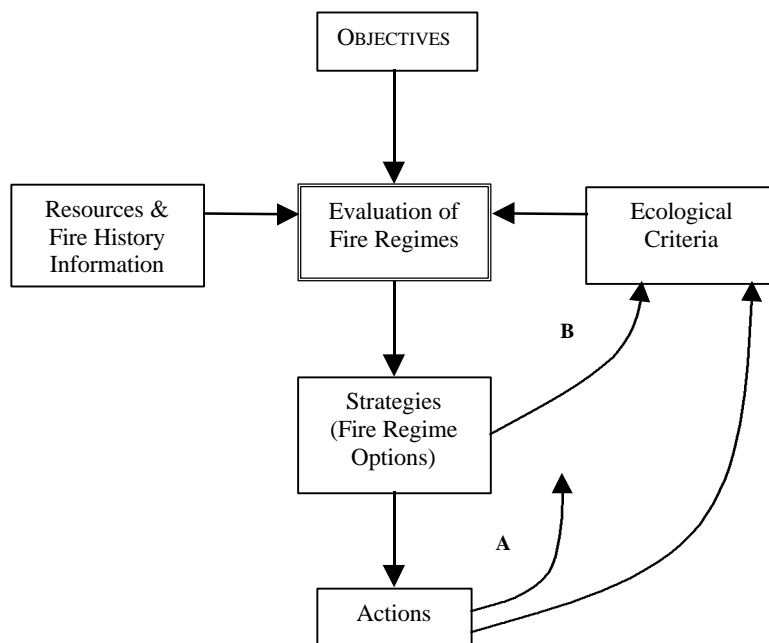 OBJECTIVES
Resources &
Fire History
Information
Evaluation of
Fire Regimes
Ecological
Criteria
B
Strategies
(Fire Regime
Options)
A
Actions